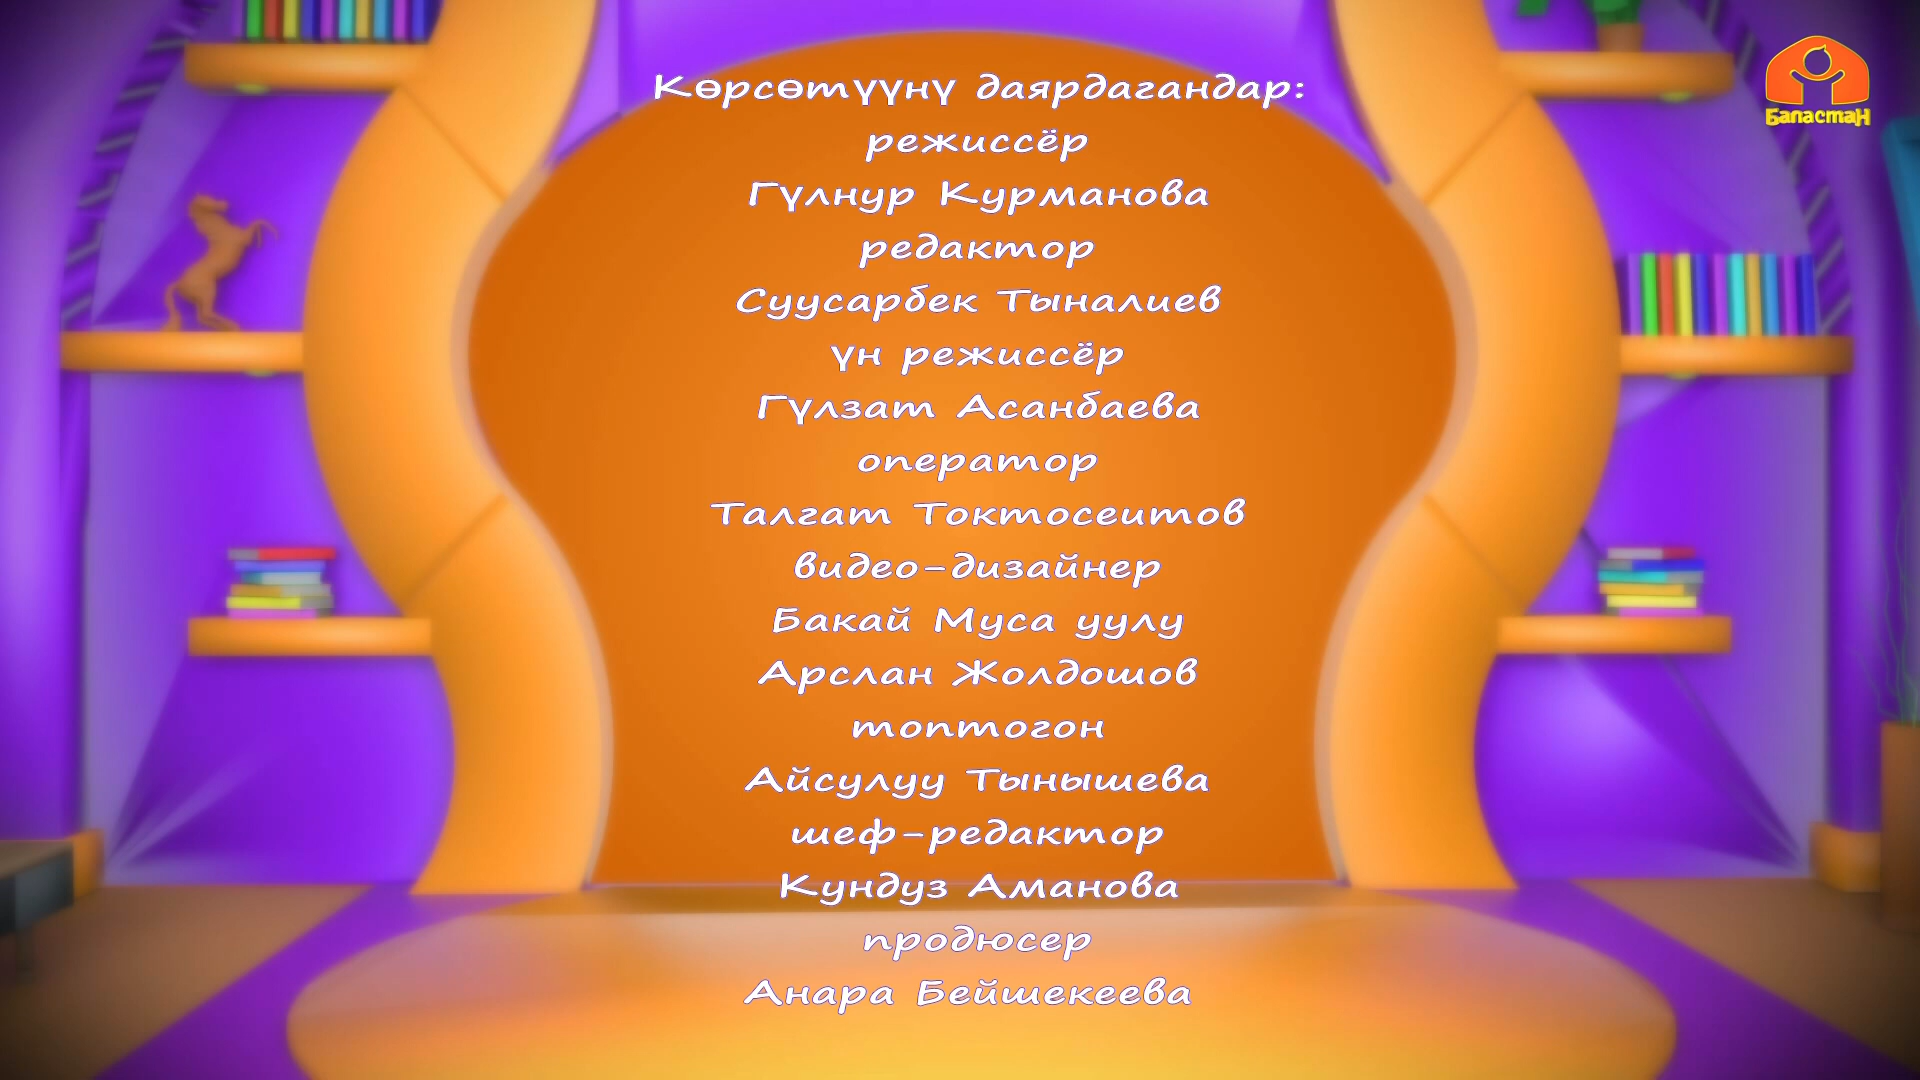 Баластан
Көрсөтүүнү даярдагандар:
режиссёр
Гүлнур Курманова
редактор
Суусарбек Тыналиев
үн режиссёр
Гүлзат Асанбаева
оператор
Талгат Токтосеитов
видео-дизайнер
Бакай Муса уулу
Арслан Жолдошов
топтогон
Айсулуу Тынышева
шеф-редактор
Кундуз Аманова
продюсер
Анара Бейшекеева